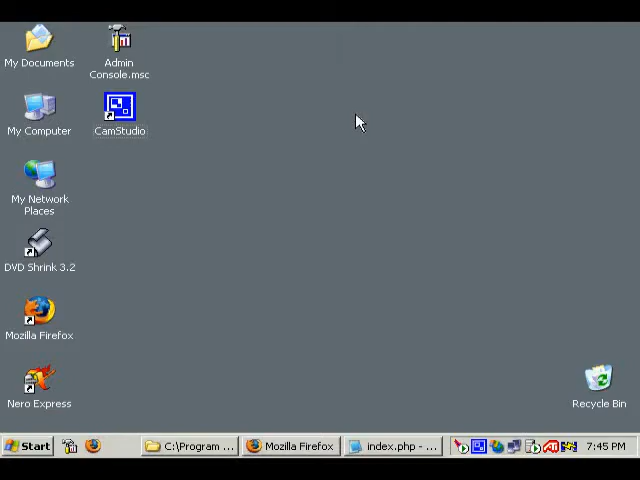 My Documents
Admin
Console.msc
My Computer
CamStudio
My Network
Places
DVD Shrink 3.2
Mozilla Firefox
Nero Express
Recycle Bin
Start
C:\Program ...
Mozilla Firefox
index.php - ...
ATI
7:45 PM